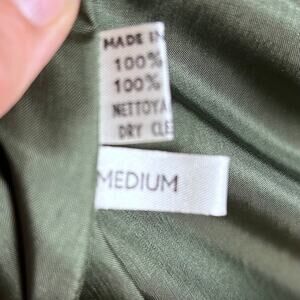 MADE IN
100%
100%
NETTOYA
DRY CLE
MEDIUM